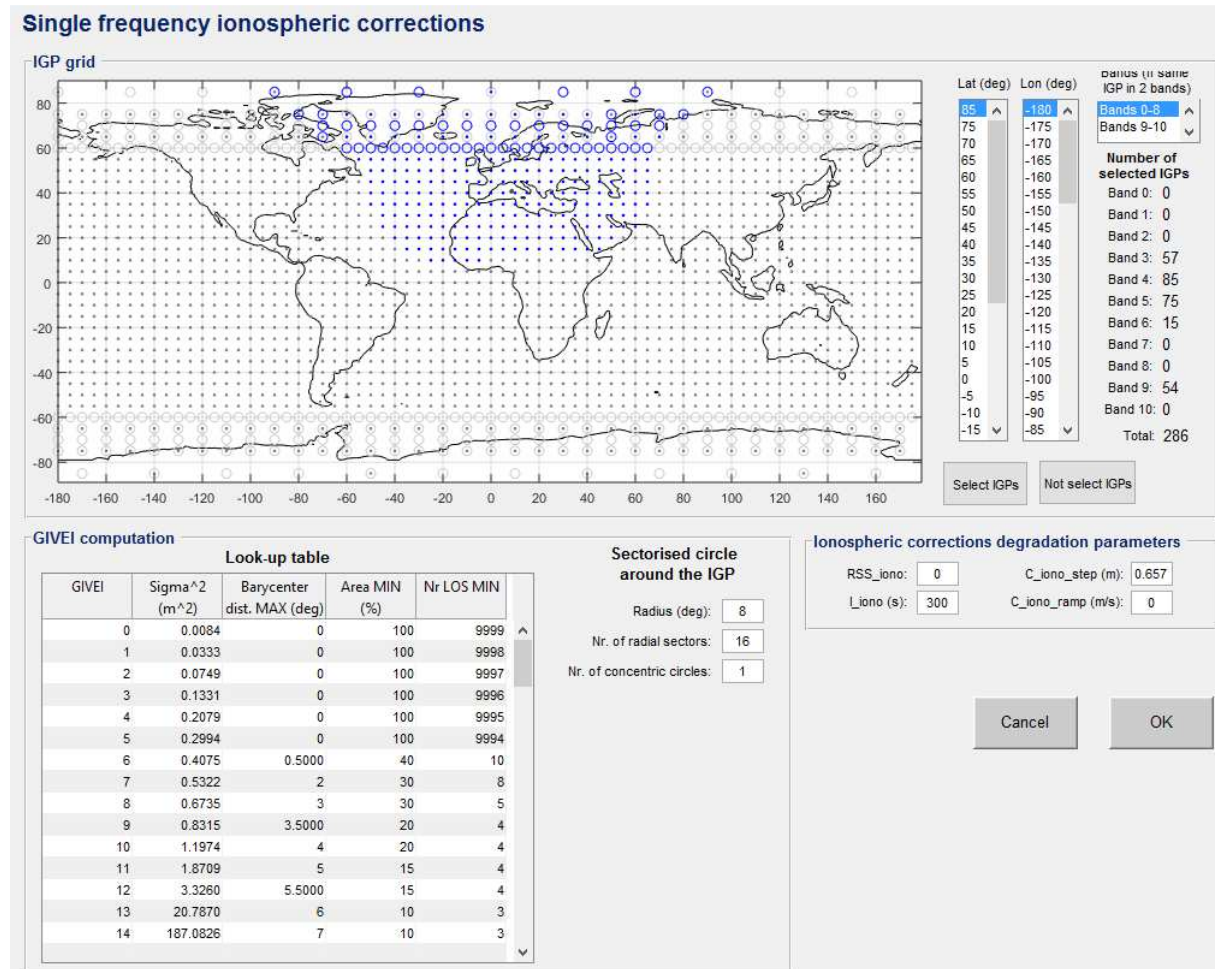 Single frequency ionospheric corrections
IGP grid
80
60
40
20
0
-20
-40
-60
-80
-180 -160 -140 -120 -100 -80 -60 -40 -20 0 20 40 60 80 100 120 140 160
Lat (deg)
85
75
70
65
60
55
50
45
40
35
30
25
20
15
10
5
0
-5
-10
-15
Lon (deg)
-180
-175
-170
-165
-160
-155
-150
-145
-140
-135
-130
-125
-120
-115
-110
-105
-100
-95
-90
-85
Bands (if same
IGP in 2 bands)
Bands 0-8
Bands 9-10
Number of
selected IGPs
Band 0: 0
Band 1: 0
Band 2: 0
Band 3: 57
Band 4: 85
Band 5: 75
Band 6: 15
Band 7: 0
Band 8: 0
Band 9: 54
Band 10: 0
Total: 286
Select IGPs
Not select IGPs
GIVEI computation
Look-up table
GIVEI Sigma^2 Barycenter Area MIN Nr LOS MIN
(m^2) dist. MAX (deg) (%)
0 0.0084 0 100 9999
1 0.0333 0 100 9998
2 0.0749 0 100 9997
3 0.1331 0 100 9996
4 0.2079 0 100 9995
5 0.2994 0 100 9994
6 0.4075 0.5000 40 10
7 0.5322 2 30 8
8 0.6735 3 30 5
9 0.8315 3.5000 20 4
10 1.1974 4 20 4
11 1.8709 5 15 4
12 3.3260 5.5000 15 4
13 20.7870 6 10 3
14 187.0826 7 10 3
Sectorised circle
around the IGP
Radius (deg): 8
Nr. of radial sectors: 16
Nr. of concentric circles: 1
Ionospheric corrections degradation parameters
RSS_iono: 0 C_iono_step (m): 0.657
I_iono (s): 300 C_iono_ramp (m/s): 0
Cancel
OK